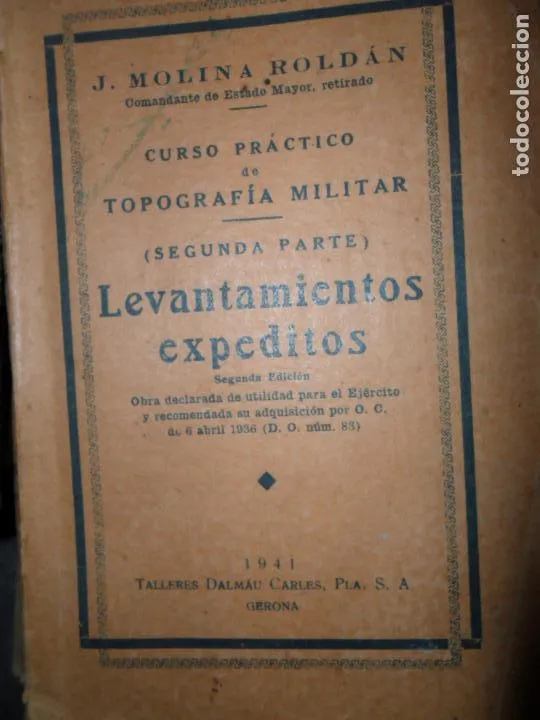 J. MOLINA ROLDÁN
Comandante de Estado Mayor, retirado
CURSO PRÁCTICO
de
TOPOGRAFÍA MILITAR
(SEGUNDA PARTE)
Levantamientos
expeditos
Segunda Edición
Obra declarada de utilidad para el Ejército
y recomendada su adquisición por O. C.
de 6 abril 1936 (D. O. núm. 83)
1941
TALLERES DALMÁU CARLES, PLA. S. A
GERONA
todocoleccion